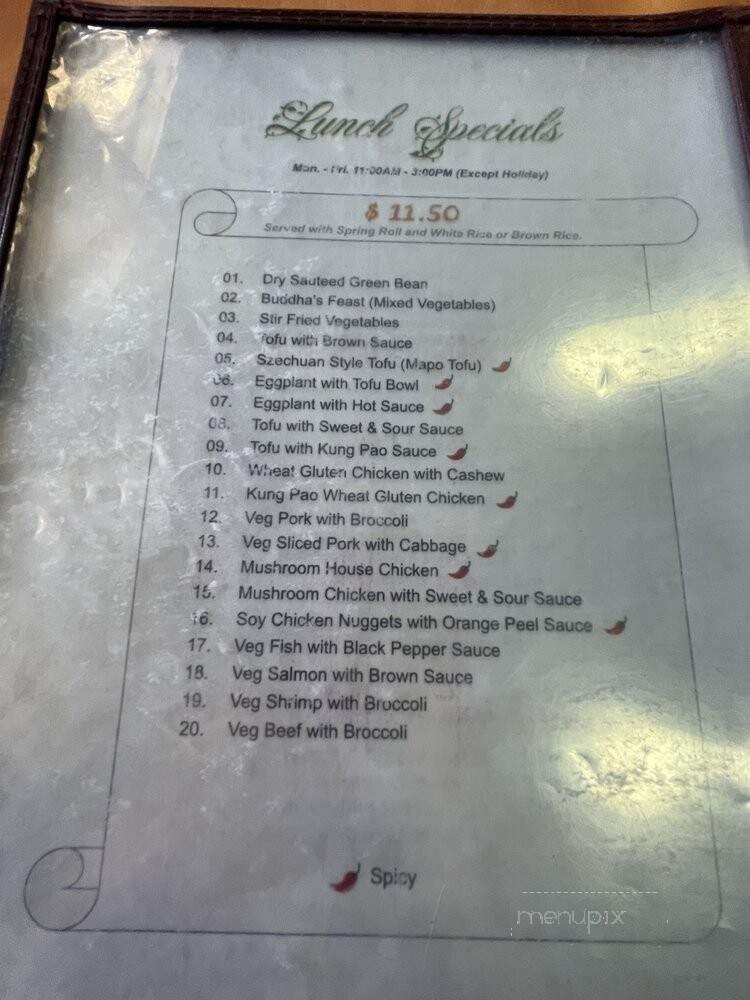 Lunch Specials
Mon. - Fri. 11:00AM - 3:00PM (Except Holiday)
$ 11.50
Served with Spring Roll and White Rice or Brown Rice.
01. Dry Sauteed Green Bean
02. Buddha's Feast (Mixed Vegetables)
03. Stir Fried Vegetables
04. Tofu with Brown Sauce
05. Szechuan Style Tofu (Mapo Tofu)
06. Eggplant with Tofu Bowl
07. Eggplant with Hot Sauce
08. Tofu with Sweet & Sour Sauce
09. Tofu with Kung Pao Sauce
10. Wheat Gluten Chicken with Cashew
11. Kung Pao Wheat Gluten Chicken
12. Veg Pork with Broccoli
13. Veg Sliced Pork with Cabbage
14. Mushroom House Chicken
15. Mushroom Chicken with Sweet & Sour Sauce
16. Soy Chicken Nuggets with Orange Peel Sauce
17. Veg Fish with Black Pepper Sauce
18. Veg Salmon with Brown Sauce
19. Veg Shrimp with Broccoli
20. Veg Beef with Broccoli
Spicy
menupix